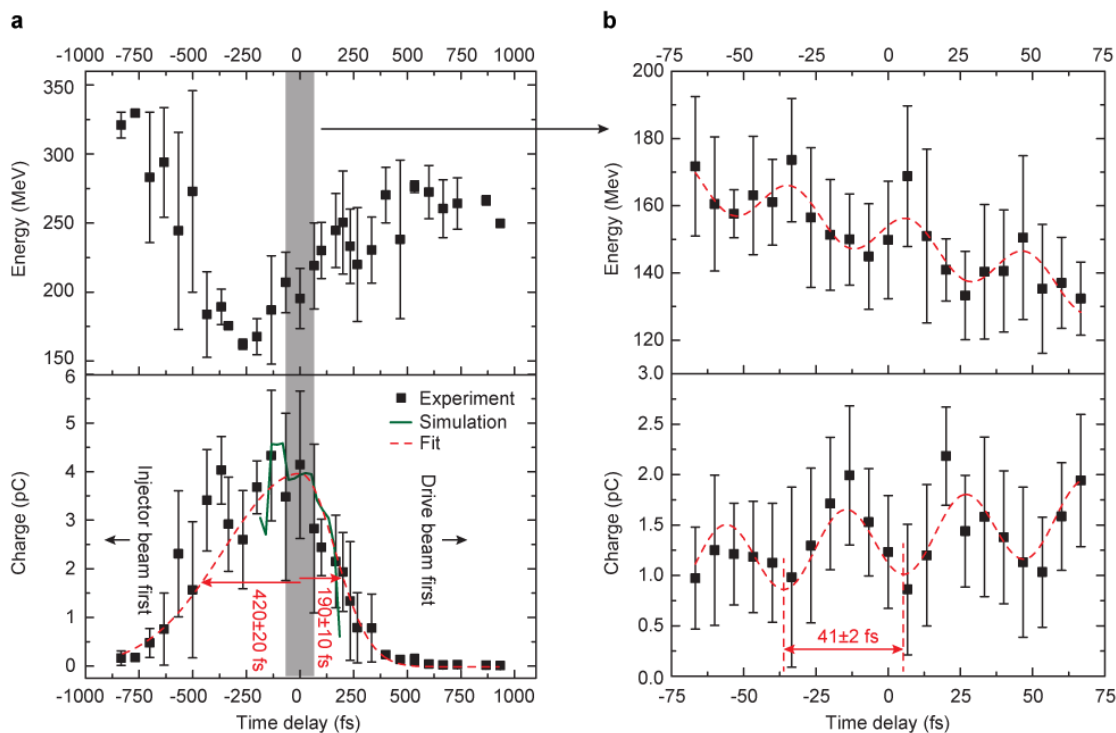 a
-1000 -750 -500 -250 0 250 500 750 1000
350
300
250
200
150
Energy (MeV)
6
5
4
3
2
1
0
Charge (pC)
Experiment
Simulation
Fit
Injector beam first
Drive beam first
420±20 fs
190±10 fs
-1000 -750 -500 -250 0 250 500 750 1000
Time delay (fs)
b
-75 -50 -25 0 25 50 75
200
180
160
140
120
Energy (Mev)
3.0
2.5
2.0
1.5
1.0
0.5
0.0
Charge (pC)
41±2 fs
-75 -50 -25 0 25 50 75
Time delay (fs)